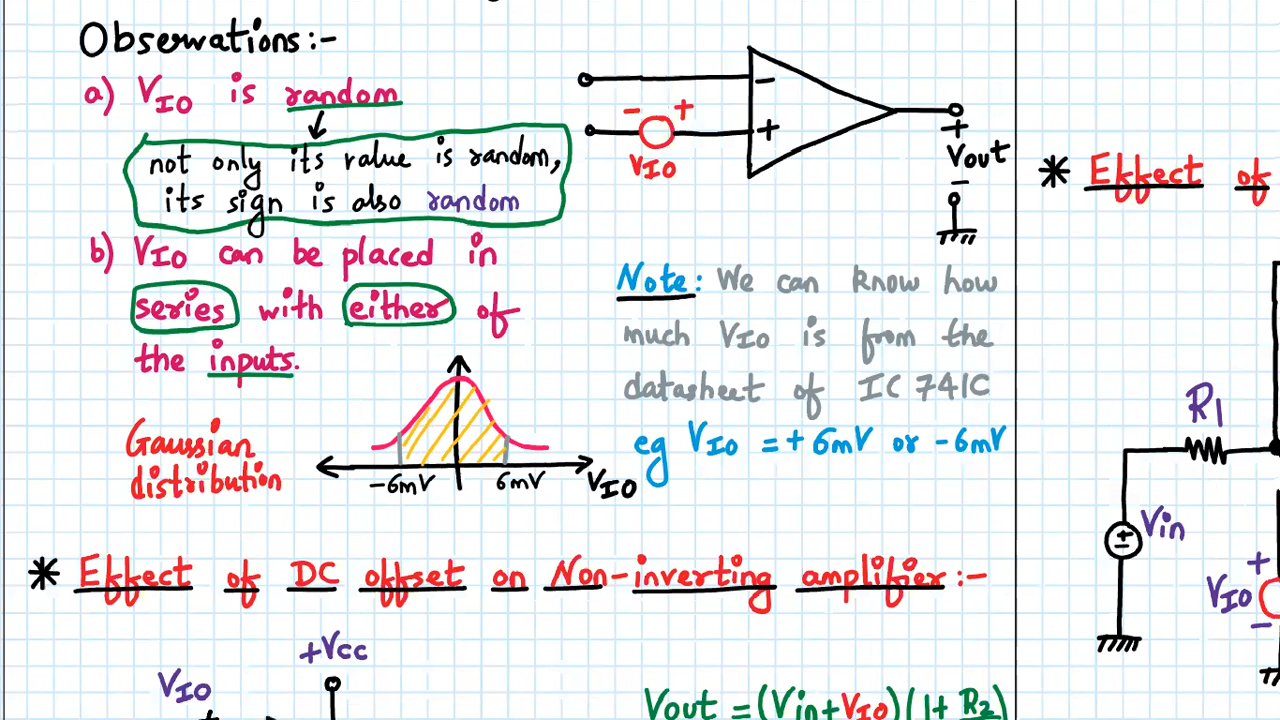 Observations:-
a) VIO is random
not only its value is random,
its sign is also random
b) VIO can be placed in
series with either of
the inputs.
Gaussian
distribution
-6mV 6mV VIO
-
- +
+
VIO
+
Vout
-
Note: We can know how
much VIO is from the
datasheet of IC 741C
eg VIO = +6mV or -6mV
* Effect of DC offset on Non-inverting amplifier:-
+Vcc
VIO
Vout = (Vin+VIO)(1+ R2
* Effect of
R1
+
-
Vin
+
VIO
-